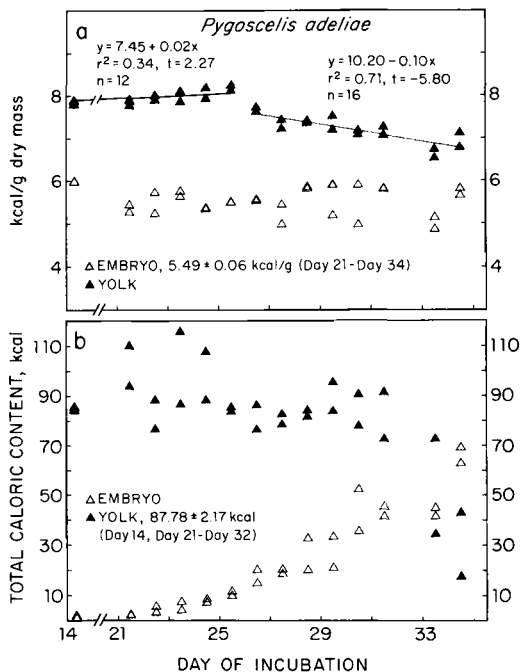 Pygoscelis adeliae
a
y = 7.45 + 0.02x
r² = 0.34, t = 2.27
n = 12
y = 10.20 - 0.10x
r² = 0.71, t = -5.80
n = 16
8
6
4
8
6
4
kcal/g dry mass
△ EMBRYO, 5.49 ± 0.06 kcal/g (Day 21 - Day 34)
▲ YOLK
b
110
90
70
50
30
10
110
90
70
50
30
10
TOTAL CALORIC CONTENT, kcal
△ EMBRYO
▲ YOLK, 87.78 ± 2.17 kcal
(Day 14, Day 21 - Day 32)
14 21 23 25 27 29 31 33 35
DAY OF INCUBATION